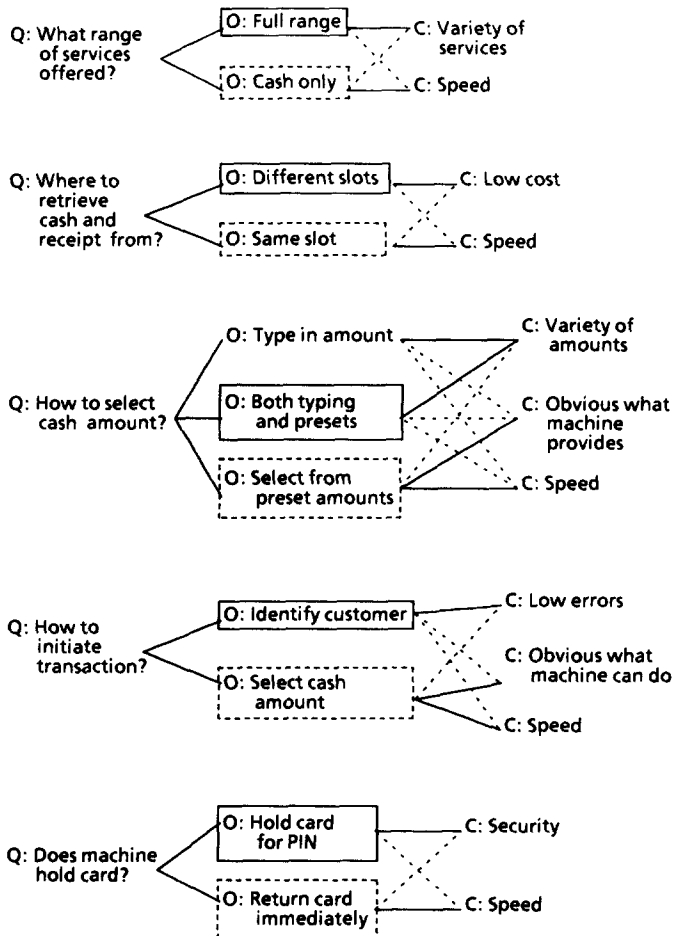 Q: What range
of services
offered?
O: Full range
O: Cash only
C: Variety of
services
C: Speed
Q: Where to
retrieve
cash and
receipt from?
O: Different slots
O: Same slot
C: Low cost
C: Speed
Q: How to select
cash amount?
O: Type in amount
O: Both typing
and presets
O: Select from
preset amounts
C: Variety of
amounts
C: Obvious what
machine
provides
C: Speed
Q: How to
initiate
transaction?
O: Identify customer
O: Select cash
amount
C: Low errors
C: Obvious what
machine can do
C: Speed
Q: Does machine
hold card?
O: Hold card
for PIN
O: Return card
immediately
C: Security
C: Speed